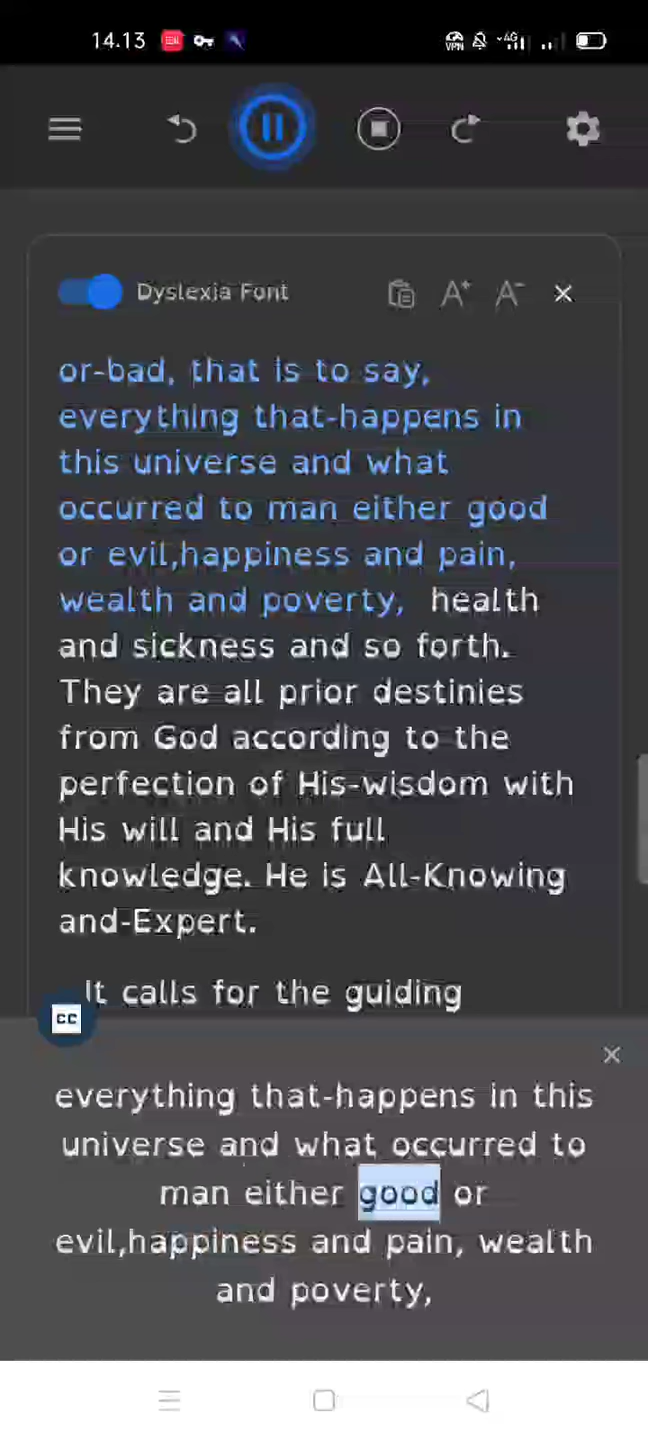 14.13
VPN
4G
Dyslexia Font
A+
A-
or-bad, that is to say,
everything that-happens in
this universe and what
occurred to man either good
or evil,happiness and pain,
wealth and poverty, health
and sickness and so forth.
They are all prior destinies
from God according to the
perfection of His-wisdom with
His will and His full
knowledge. He is All-Knowing
and-Expert.
It calls for the guiding
CC
everything that-happens in this
universe and what occurred to
man either good or
evil,happiness and pain, wealth
and poverty,